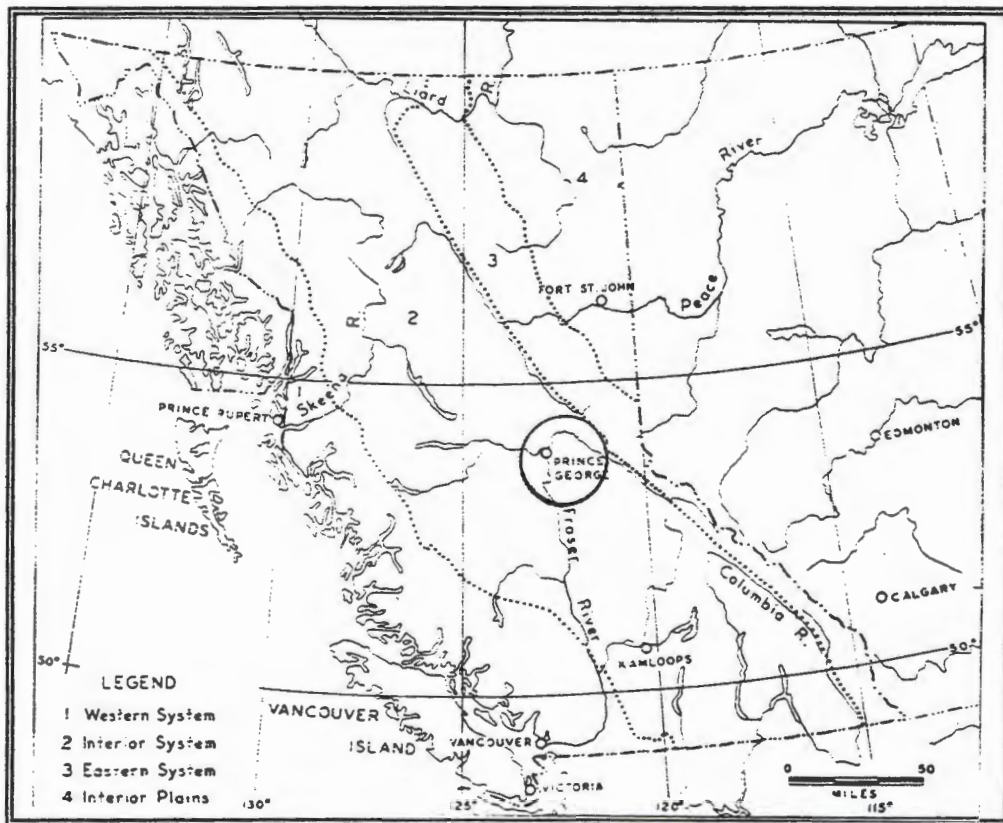 Liard R.
4
River
3
FORT ST. JOHN
Peace
2
R.
55°
55°
1
Skeena
PRINCE RUPERT
EDMONTON
PRINCE GEORGE
QUEEN
CHARLOTTE
ISLANDS
Fraser
River
Columbia R.
CALGARY
50°
50°
KAMLOOPS
LEGEND
1 Western System
2 Interior System
3 Eastern System
4 Interior Plains
VANCOUVER
ISLAND
VANCOUVER
VICTORIA
0 50
MILES
130°
125°
120°
115°